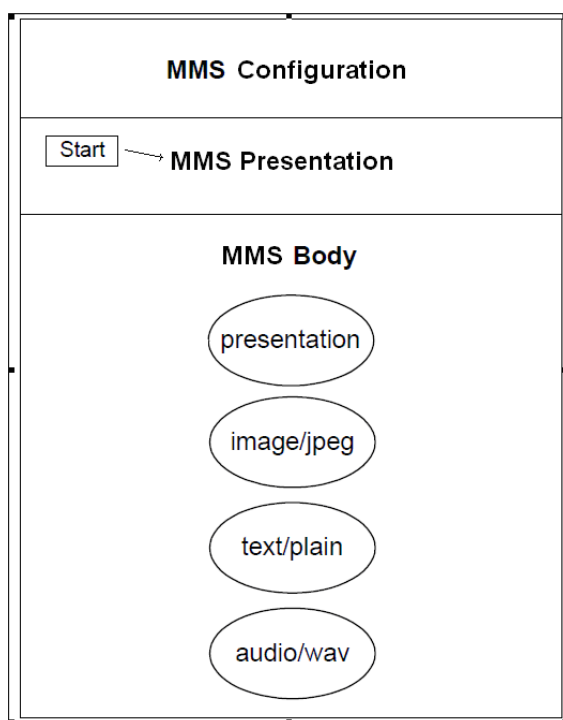 MMS Configuration
Start
MMS Presentation
MMS Body
presentation
image/jpeg
text/plain
audio/wav